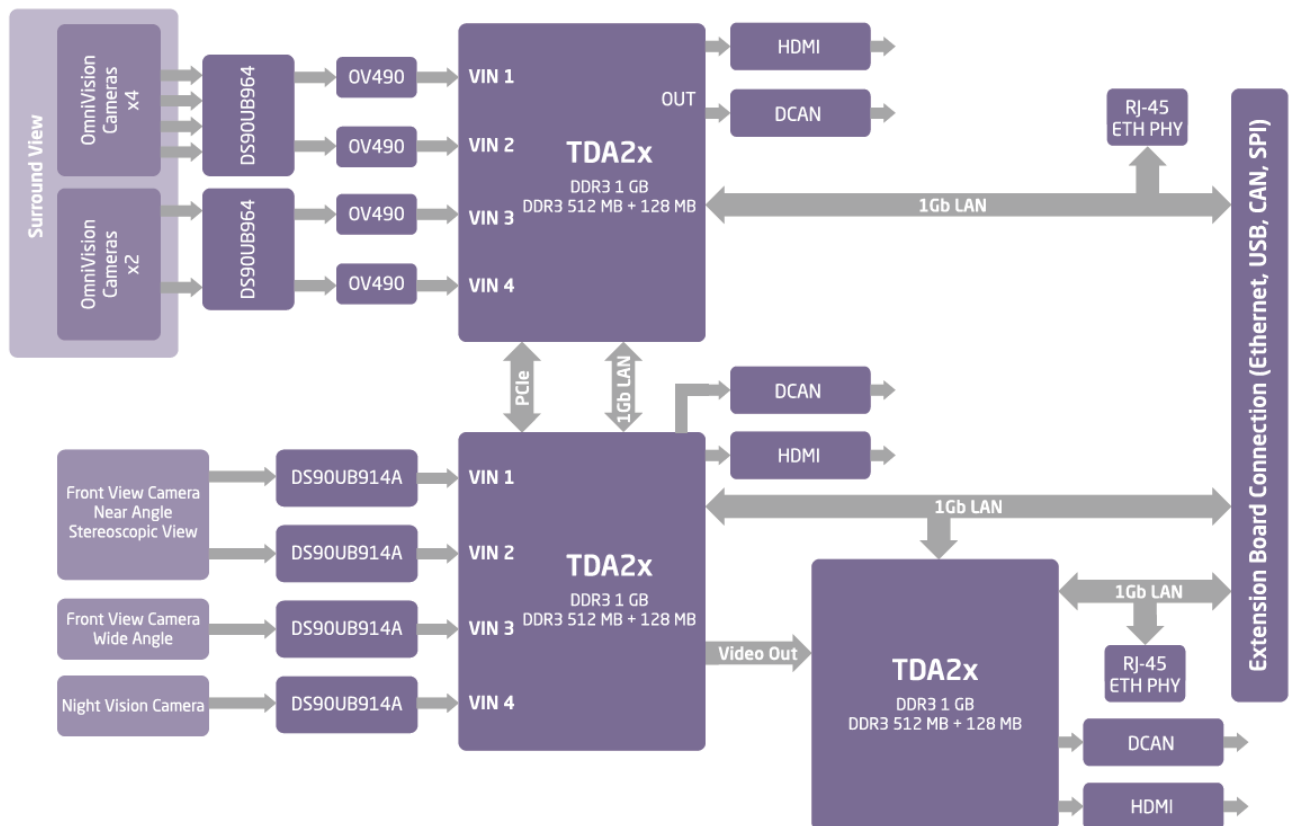 Surround View
OmniVision
Cameras
x4
DS90UB964
OV490
OV490
OmniVision
Cameras
x2
DS90UB964
OV490
OV490
VIN 1
VIN 2
VIN 3
VIN 4
OUT
TDA2x
DDR3 1 GB
DDR3 512 MB + 128 MB
HDMI
DCAN
RJ-45
ETH PHY
1Gb LAN
Extension Board Connection (Ethernet, USB, CAN, SPI)
PCIe
1Gb LAN
DCAN
HDMI
Front View Camera
Near Angle
Stereoscopic View
DS90UB914A
DS90UB914A
Front View Camera
Wide Angle
DS90UB914A
Night Vision Camera
DS90UB914A
VIN 1
VIN 2
VIN 3
VIN 4
TDA2x
DDR3 1 GB
DDR3 512 MB + 128 MB
1Gb LAN
Video Out
TDA2x
DDR3 1 GB
DDR3 512 MB + 128 MB
1Gb LAN
RJ-45
ETH PHY
DCAN
HDMI